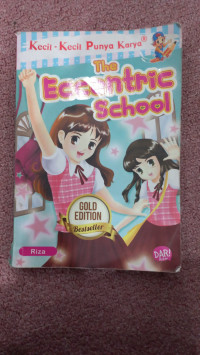 Kecil-Kecil Punya Karya
The
Eccentric
School
GOLD
EDITION
Bestseller
Riza
DAR!